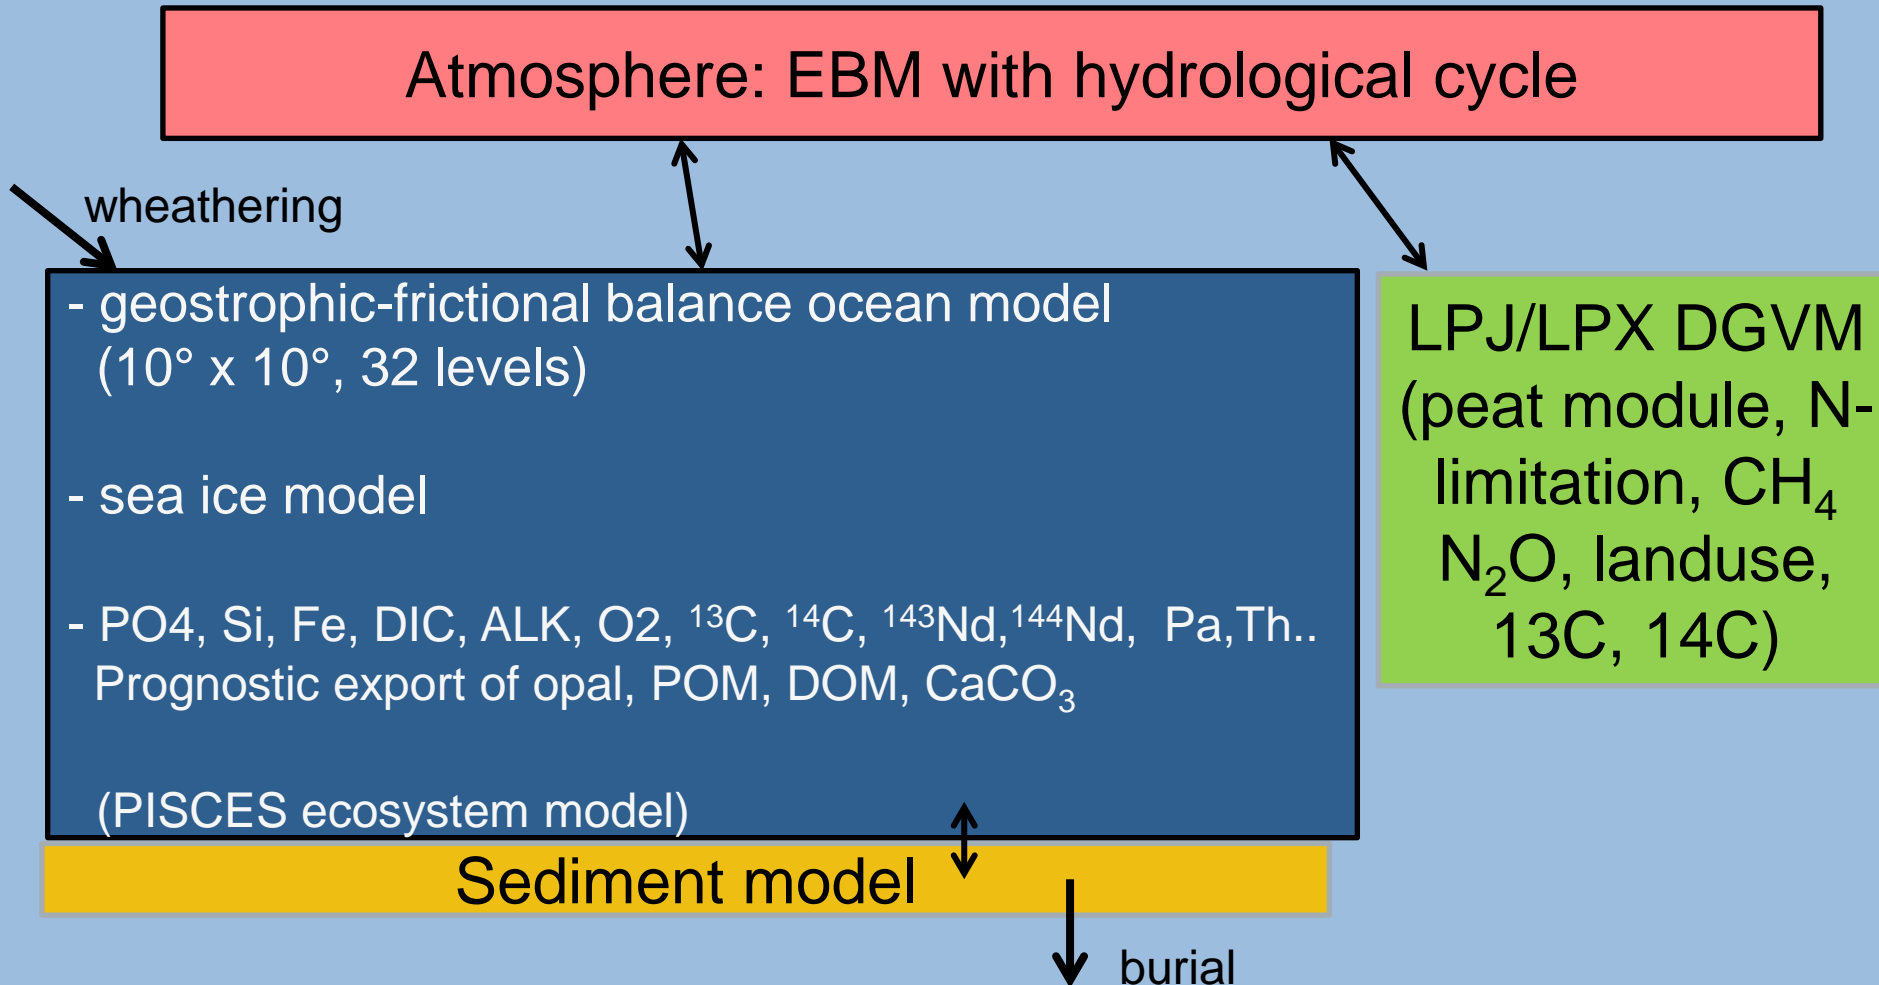 Atmosphere: EBM with hydrological cycle
wheathering
- geostrophic-frictional balance ocean model
(10° x 10°, 32 levels)
- sea ice model
- PO4, Si, Fe, DIC, ALK, O2, ¹³C, ¹⁴C, ¹⁴³Nd,¹⁴⁴Nd, Pa,Th..
Prognostic export of opal, POM, DOM, CaCO₃
(PISCES ecosystem model)
LPJ/LPX DGVM
(peat module, N-
limitation, CH₄
N₂O, landuse,
13C, 14C)
Sediment model
burial